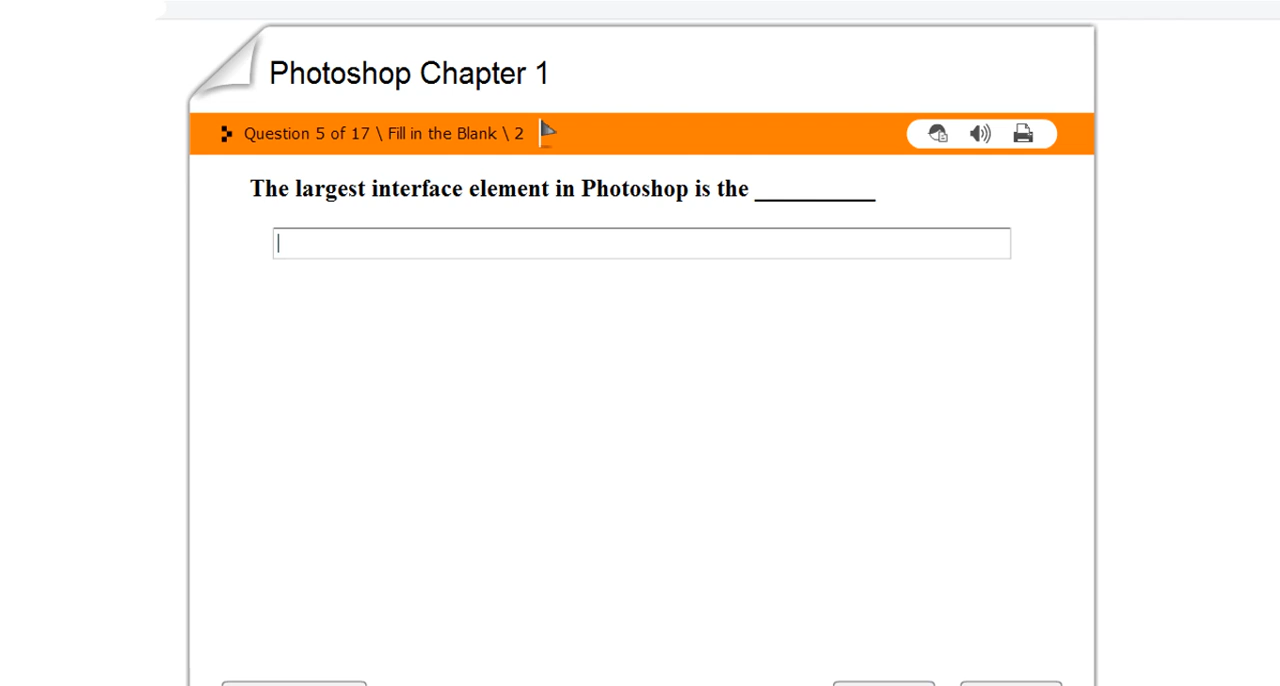 Photoshop Chapter 1
Question 5 of 17 \ Fill in the Blank \ 2
The largest interface element in Photoshop is the __________